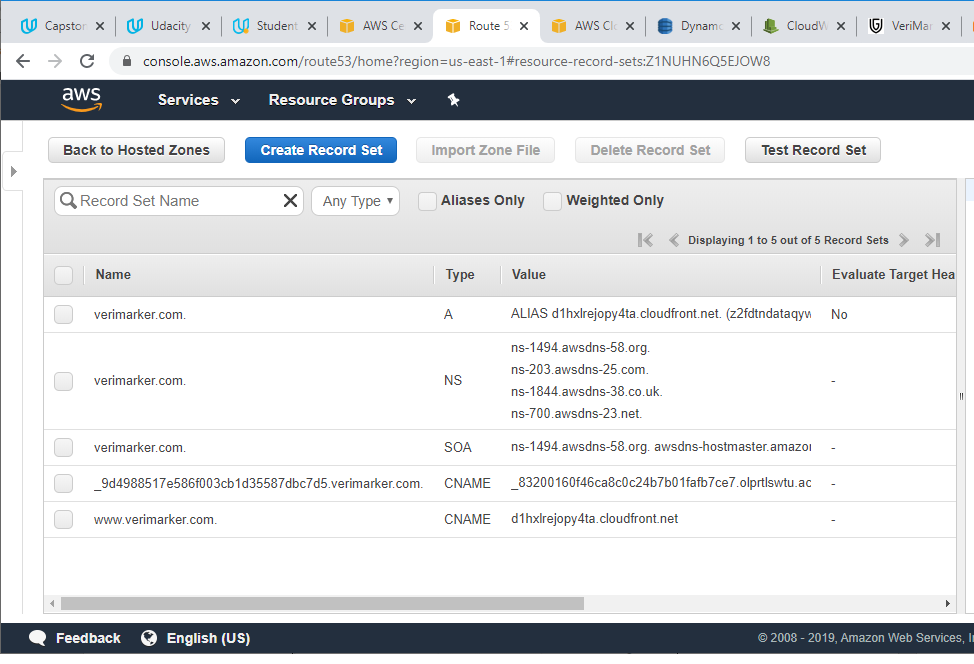 Capston
Udacity
Student
AWS Ce
Route 5
AWS Clo
Dynamo
CloudW
VeriMar
console.aws.amazon.com/route53/home?region=us-east-1#resource-record-sets:Z1NUHN6Q5EJOW8
aws Services Resource Groups
Back to Hosted Zones Create Record Set Import Zone File Delete Record Set Test Record Set
Record Set Name Any Type Aliases Only Weighted Only
Displaying 1 to 5 out of 5 Record Sets
Name Type Value Evaluate Target Hea
verimarker.com. A ALIAS d1hxlrejopy4ta.cloudfront.net. (z2fdtndataqyw No
verimarker.com. NS
ns-1494.awsdns-58.org.
ns-203.awsdns-25.com.
ns-1844.awsdns-38.co.uk.
ns-700.awsdns-23.net.
-
verimarker.com. SOA ns-1494.awsdns-58.org. awsdns-hostmaster.amazon -
_9d4988517e586f003cb1d35587dbc7d5.verimarker.com. CNAME _83200160f46ca8c0c24b7b01fafb7ce7.olprtlswtu.ac -
www.verimarker.com. CNAME d1hxlrejopy4ta.cloudfront.net -
Feedback English (US) © 2008 - 2019, Amazon Web Services, I